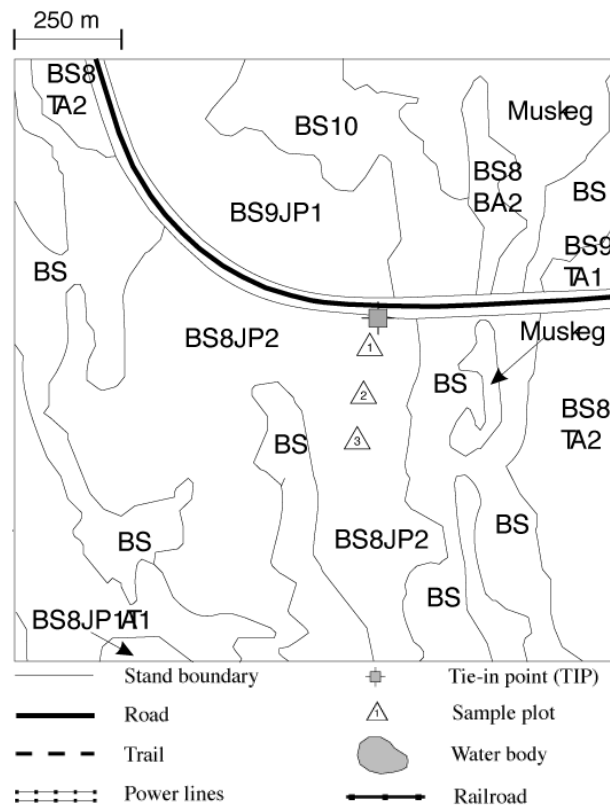 250 m
BS8
TA2
BS10
Muskeg
BS8
BA2
BS
BS9JP1
BS9
TA1
BS
BS8JP2
Muskeg
1
BS
2
BS8
TA2
3
BS
BS
BS8JP2
BS
BS
BS8JP1AT1
Stand boundary
Tie-in point (TIP)
Road
1
Sample plot
Trail
Water body
Power lines
Railroad